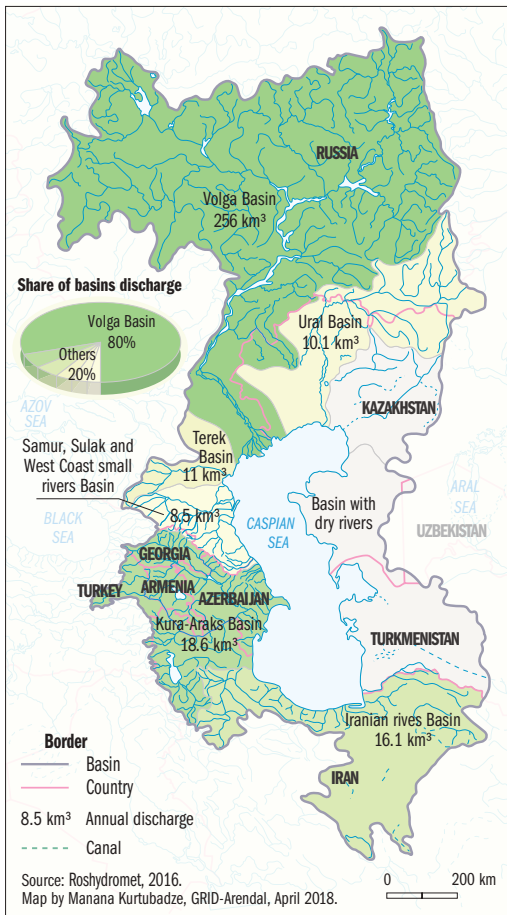 RUSSIA
Volga Basin
256 km³
Share of basins discharge
Volga Basin
80%
Others
20%
Ural Basin
10.1 km³
AZOV
SEA
KAZAKHSTAN
Samur, Sulak and
West Coast small
rivers Basin
Terek
Basin
11 km³
8.5 km³
BLACK
SEA
CASPIAN
SEA
Basin with
dry rivers
ARAL
SEA
UZBEKISTAN
GEORGIA
TURKEY
ARMENIA
AZERBAIJAN
Kura-Araks Basin
18.6 km³
TURKMENISTAN
Iranian rives Basin
16.1 km³
IRAN
Border
Basin
Country
8.5 km³ Annual discharge
Canal
Source: Roshydromet, 2016.
Map by Manana Kurtubadze, GRID-Arendal, April 2018.
0 200 km